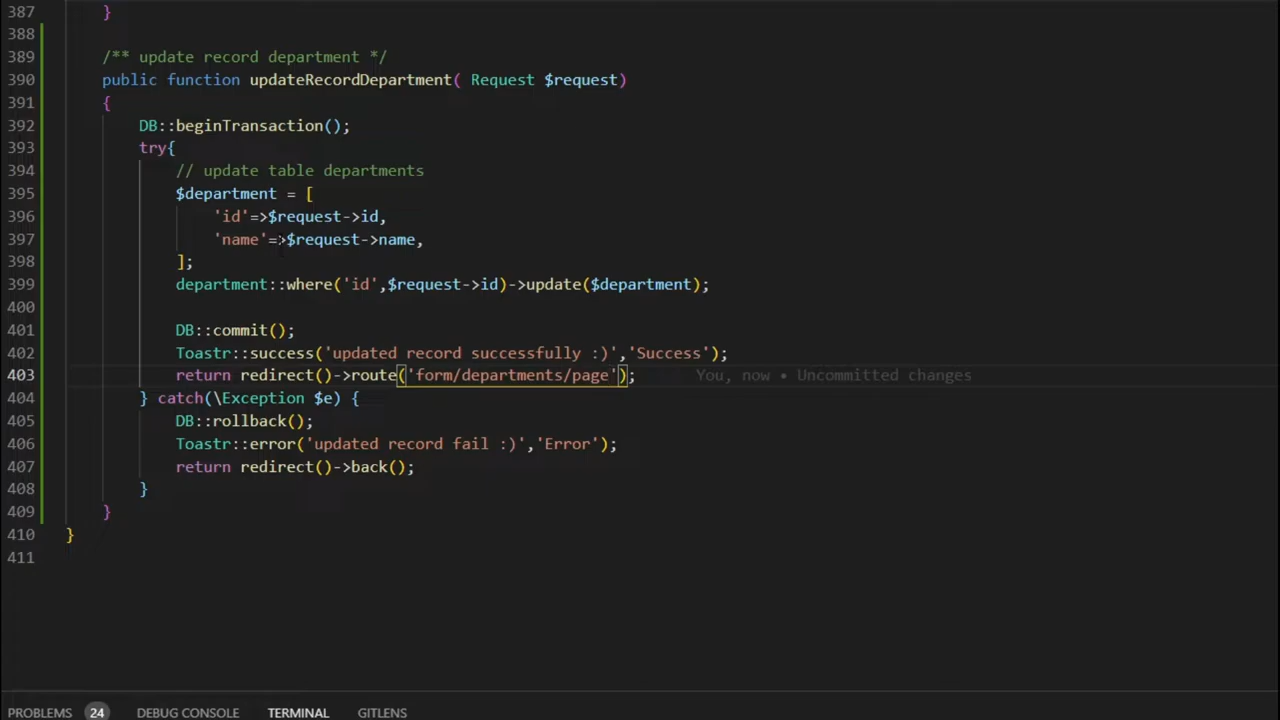 387 }
388
389 /** update record department */
390 public function updateRecordDepartment( Request $request)
391 {
392 DB::beginTransaction();
393 try{
394 // update table departments
395 $department = [
396 'id'=>$request->id,
397 'name'=>$request->name,
398 ];
399 department::where('id',$request->id)->update($department);
400
401 DB::commit();
402 Toastr::success('updated record successfully :)','Success');
403 return redirect()->route('form/departments/page'); You, now • Uncommitted changes
404 } catch(\Exception $e) {
405 DB::rollback();
406 Toastr::error('updated record fail :)','Error');
407 return redirect()->back();
408 }
409 }
410 }
411
PROBLEMS 24 DEBUG CONSOLE TERMINAL GITLENS